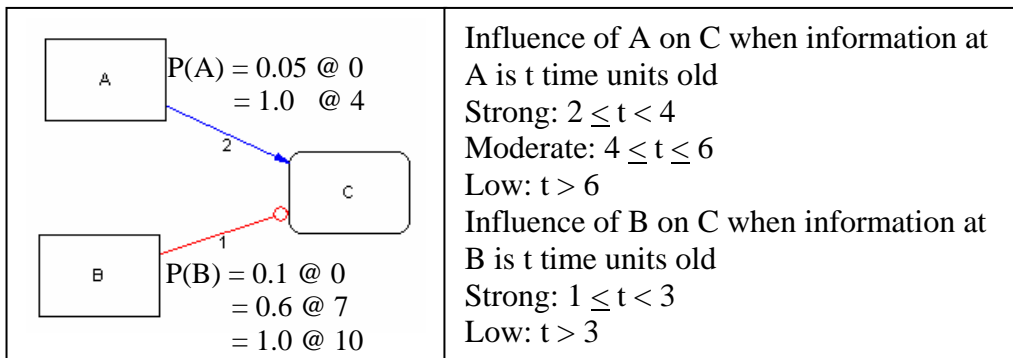 A
P(A) = 0.05 @ 0
= 1.0 @ 4
2
C
1
B
P(B) = 0.1 @ 0
= 0.6 @ 7
= 1.0 @ 10
Influence of A on C when information at
A is t time units old
Strong: 2 ≤ t < 4
Moderate: 4 ≤ t ≤ 6
Low: t > 6
Influence of B on C when information at
B is t time units old
Strong: 1 ≤ t < 3
Low: t > 3